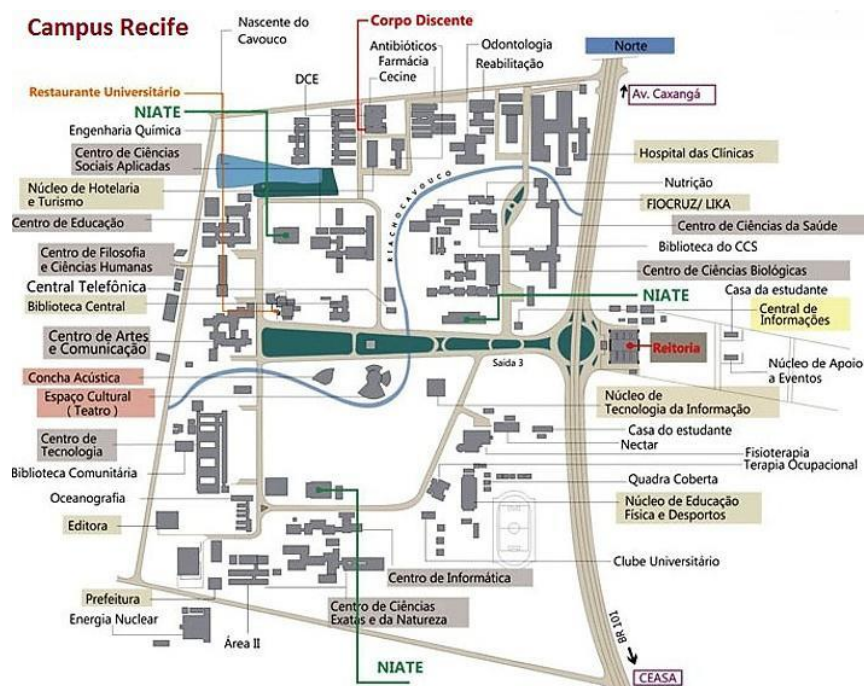 Campus Recife
Nascente do
Cavouco
Corpo Discente
Antibióticos
Farmácia
Cecine
Odontologia
Reabilitação
Norte
DCE
Av. Caxangá
Restaurante Universitário
NIATE
Engenharia Química
Centro de Ciências
Sociais Aplicadas
Hospital das Clínicas
Núcleo de Hotelaria
e Turismo
Nutrição
FIOCRUZ/ LIKA
Centro de Educação
RIACHO CAVOUCO
Centro de Ciências da Saúde
Biblioteca do CCS
Centro de Filosofia
e Ciências Humanas
Centro de Ciências Biológicas
Central Telefônica
NIATE
Casa da estudante
Biblioteca Central
Central de
Informações
Centro de Artes
e Comunicação
Reitoria
Saída 3
Núcleo de Apoio
a Eventos
Concha Acústica
Espaço Cultural
( Teatro )
Núcleo de
Tecnologia da Informação
Centro de
Tecnologia
Casa do estudante
Nectar
Fisioterapia
Terapia Ocupacional
Biblioteca Comunitária
Quadra Coberta
Oceanografia
Núcleo de Educação
Física e Desportos
Editora
Clube Universitário
Centro de Informática
Prefeitura
Centro de Ciências
Exatas e da Natureza
Energia Nuclear
Área II
BR 101
NIATE
CEASA